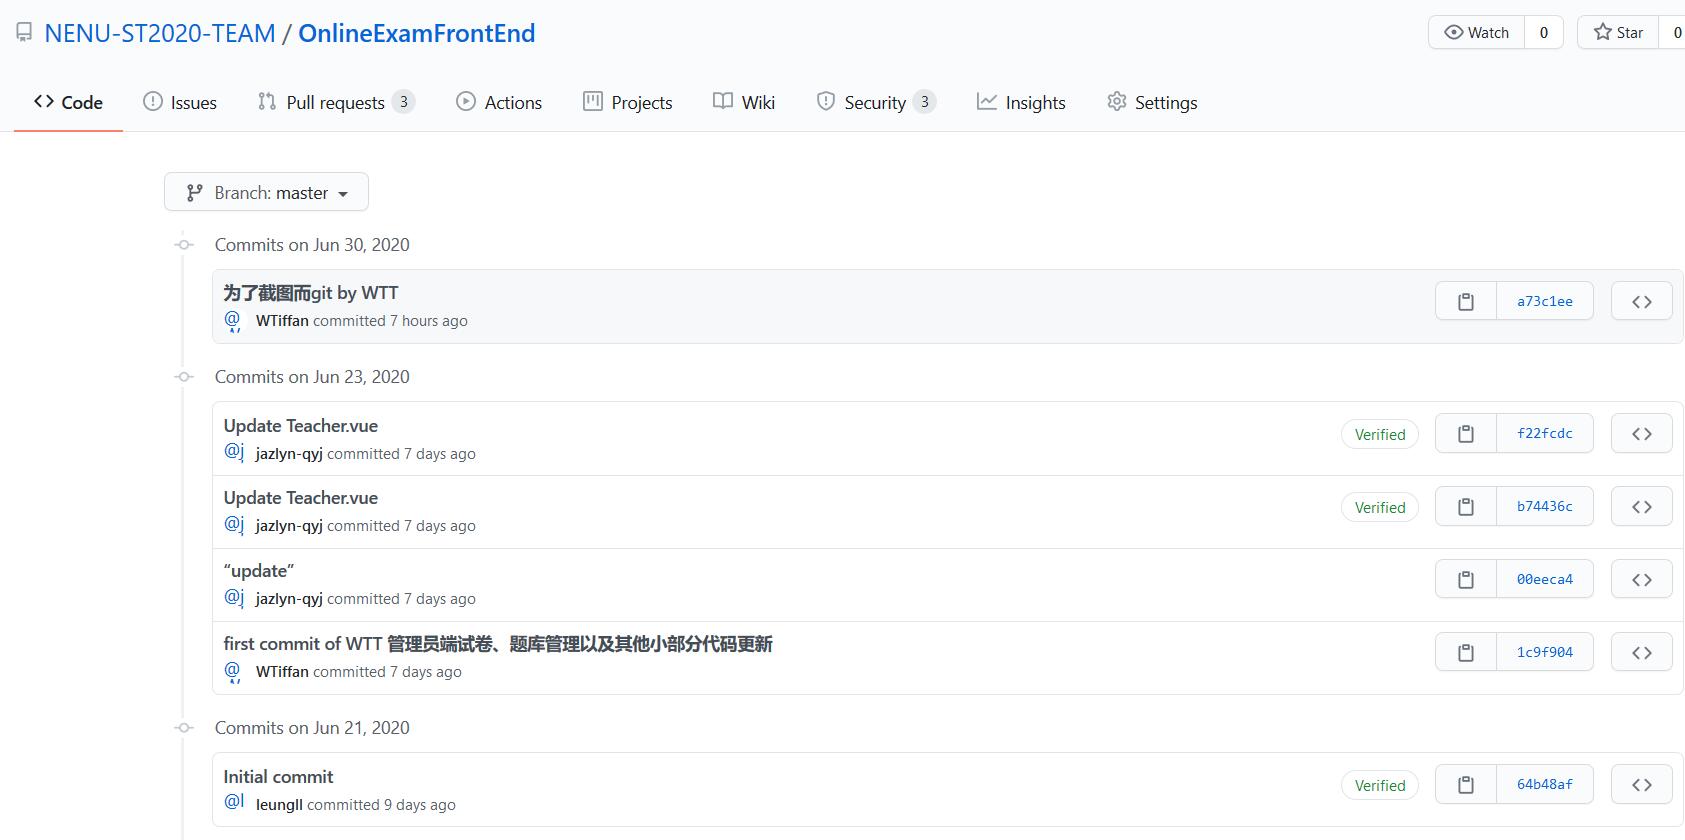 NENU-ST2020-TEAM / OnlineExamFrontEnd
Watch 0 Star 0
Code Issues Pull requests 3 Actions Projects Wiki Security 3 Insights Settings
Branch: master
Commits on Jun 30, 2020
为了截图而git by WTT
WTiffan committed 7 hours ago
a73c1ee
Commits on Jun 23, 2020
Update Teacher.vue
@j jazlyn-qyj committed 7 days ago
Verified f22fcdc
Update Teacher.vue
@j jazlyn-qyj committed 7 days ago
Verified b74436c
“update”
@j jazlyn-qyj committed 7 days ago
00eeca4
first commit of WTT 管理员端试卷、题库管理以及其他小部分代码更新
WTiffan committed 7 days ago
1c9f904
Commits on Jun 21, 2020
Initial commit
@l leungll committed 9 days ago
Verified 64b48af